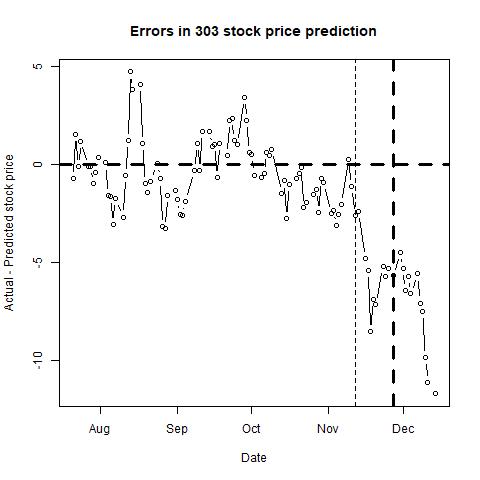 Errors in 303 stock price prediction
Actual - Predicted stock price
5
0
-5
-10
Aug
Sep
Oct
Nov
Dec
Date